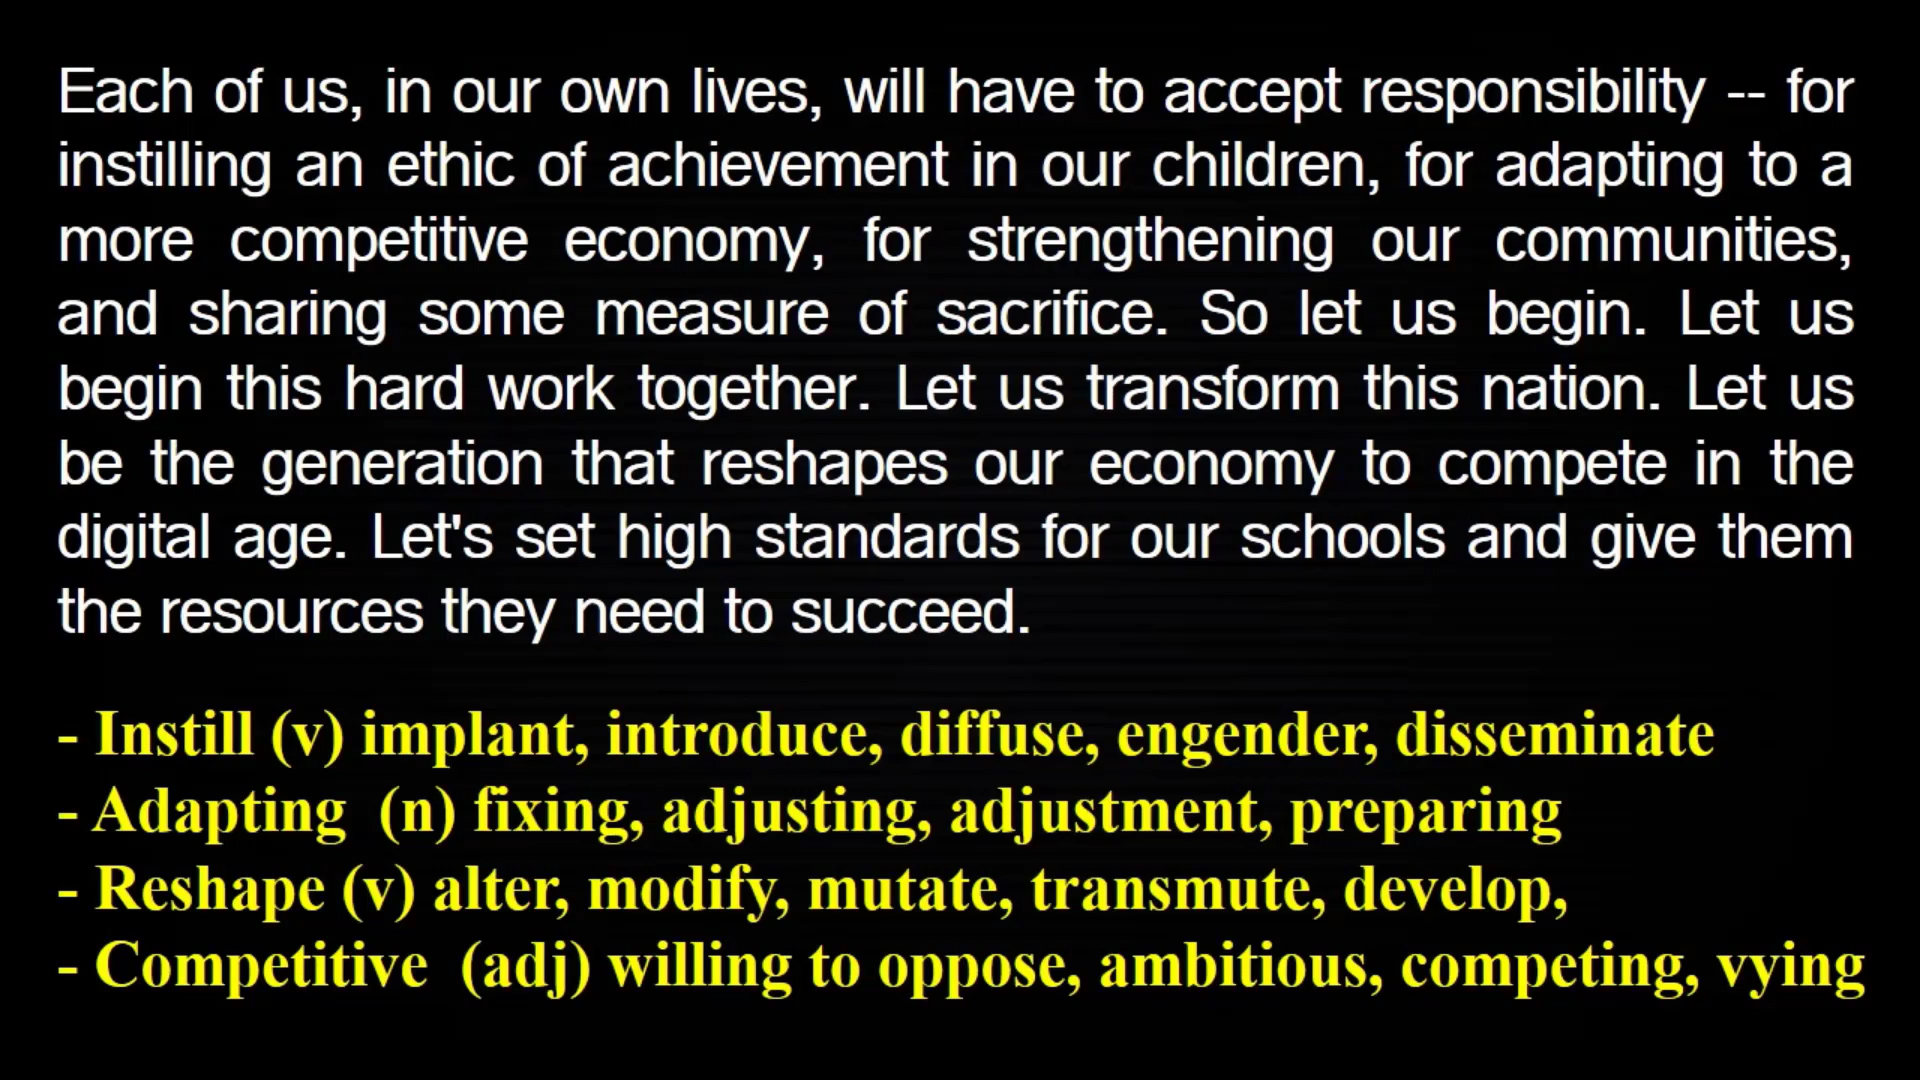 Each of us, in our own lives, will have to accept responsibility -- for
instilling an ethic of achievement in our children, for adapting to a
more competitive economy, for strengthening our communities,
and sharing some measure of sacrifice. So let us begin. Let us
begin this hard work together. Let us transform this nation. Let us
be the generation that reshapes our economy to compete in the
digital age. Let's set high standards for our schools and give them
the resources they need to succeed.
- Instill (v) implant, introduce, diffuse, engender, disseminate
- Adapting (n) fixing, adjusting, adjustment, preparing
- Reshape (v) alter, modify, mutate, transmute, develop,
- Competitive (adj) willing to oppose, ambitious, competing, vying